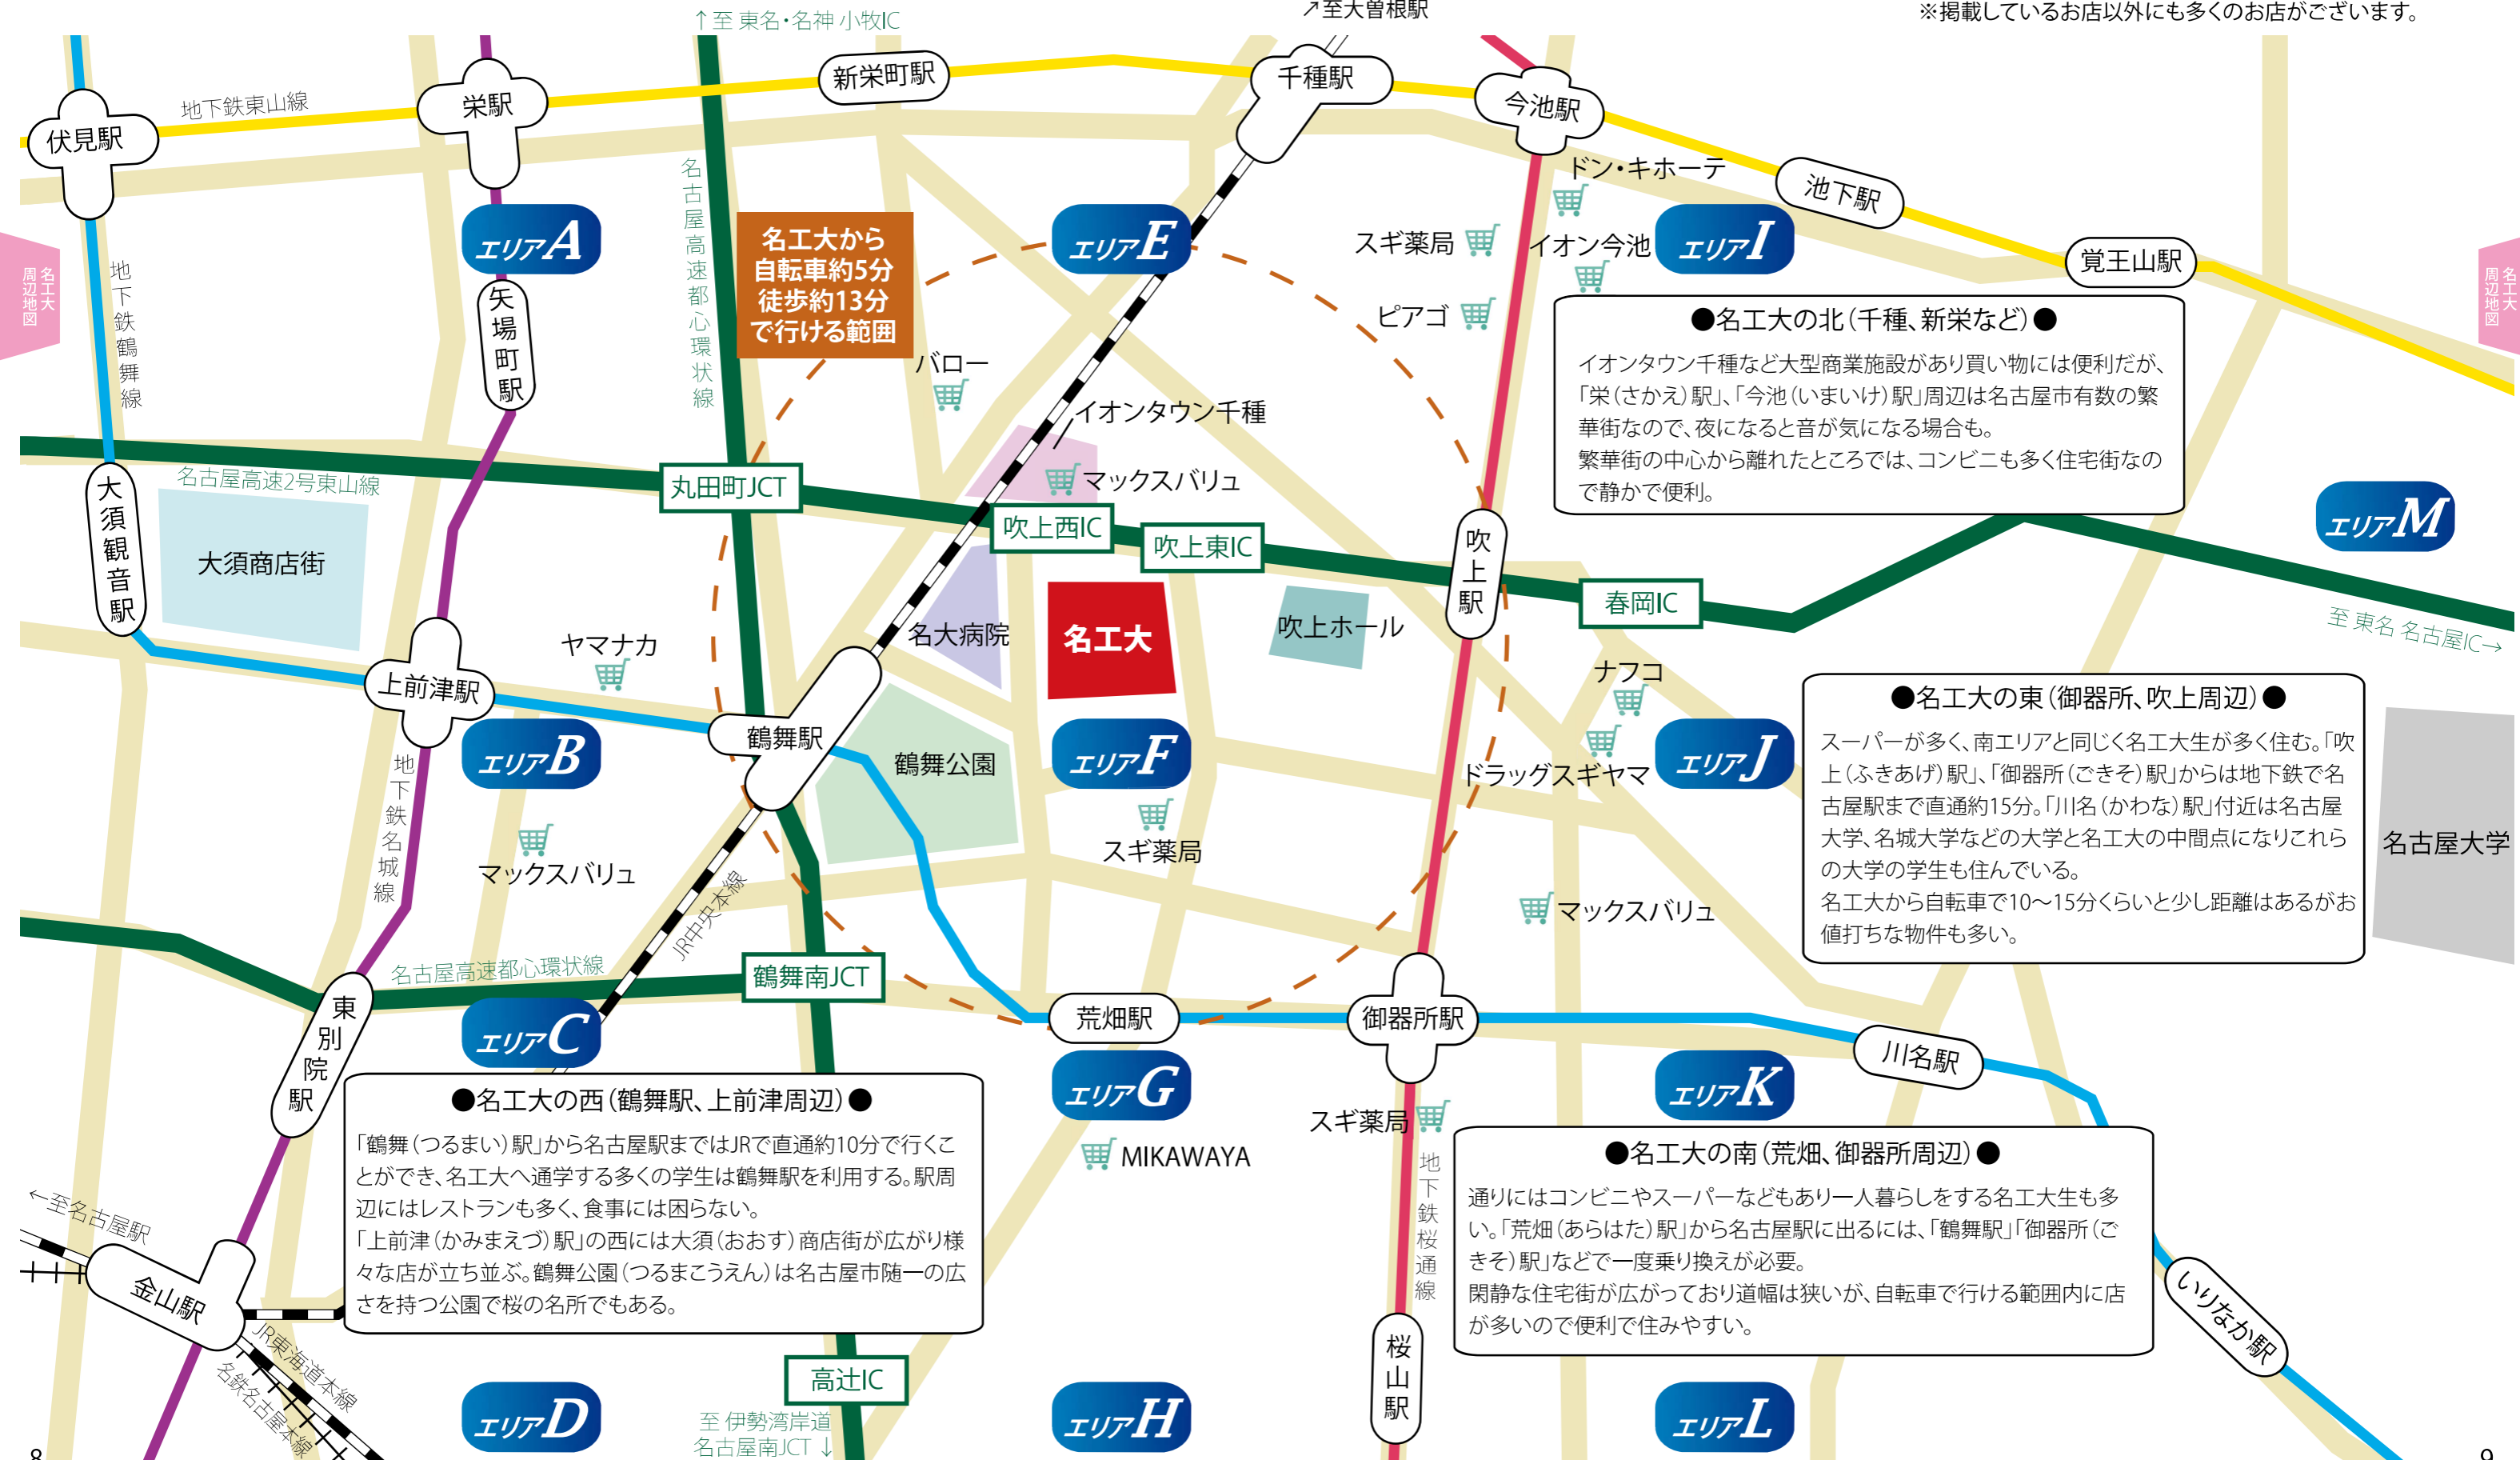 ↑至 東名・名神 小牧IC
↗至大曽根駅
※掲載しているお店以外にも多くのお店がございます。
新栄町駅
千種駅
栄駅
今池駅
地下鉄東山線
伏見駅
ドン・キホーテ
池下駅
名古屋高速都心環状線
エリアA
名工大から
自転車約5分
徒歩約13分
で行ける範囲
エリアE
スギ薬局
イオン今池
エリアI
覚王山駅
名工大
周辺地図
地下鉄鶴舞線
名工大
周辺地図
矢場町駅
ピアゴ
●名工大の北(千種、新栄など)●
イオンタウン千種など大型商業施設があり買い物には便利だが、
「栄(さかえ)駅」、「今池(いまいけ)駅」周辺は名古屋市有数の繁
華街なので、夜になると音が気になる場合も。
繁華街の中心から離れたところでは、コンビニも多く住宅街なの
で静かで便利。
バロー
イオンタウン千種
マックスバリュ
名古屋高速2号東山線
丸田町JCT
大須観音駅
吹上西IC
吹上東IC
吹上駅
エリアM
大須商店街
春岡IC
至 東名 名古屋IC→
名大病院
名工大
吹上ホール
ヤマナカ
上前津駅
ナフコ
鶴舞駅
エリアB
鶴舞公園
エリアF
ドラッグスギヤマ
エリアJ
●名工大の東(御器所、吹上周辺)●
スーパーが多く、南エリアと同じく名工大生が多く住む。「吹
上(ふきあげ)駅」、「御器所(ごきそ)駅」からは地下鉄で名
古屋駅まで直通約15分。「川名(かわな)駅」付近は名古屋
大学、名城大学などの大学と名工大の中間点になりこれら
の大学の学生も住んでいる。
名工大から自転車で10〜15分くらいと少し距離はあるがお
値打ちな物件も多い。
名古屋大学
地下鉄名城線
マックスバリュ
スギ薬局
JR中央本線
マックスバリュ
名古屋高速都心環状線
鶴舞南JCT
東別院駅
エリアC
荒畑駅
御器所駅
川名駅
エリアG
エリアK
スギ薬局
MIKAWAYA
●名工大の西(鶴舞駅、上前津周辺)●
「鶴舞(つるまい)駅」から名古屋駅まではJRで直通約10分で行くこ
とができ、名工大へ通学する多くの学生は鶴舞駅を利用する。駅周
辺にはレストランも多く、食事には困らない。
「上前津(かみまえづ)駅」の西には大須(おおす)商店街が広がり様
々な店が立ち並ぶ。鶴舞公園(つるまこうえん)は名古屋市随一の広
さを持つ公園で桜の名所でもある。
地下鉄桜通線
●名工大の南(荒畑、御器所周辺)●
通りにはコンビニやスーパーなどもあり一人暮らしをする名工大生も多
い。「荒畑(あらはた)駅」から名古屋駅に出るには、「鶴舞駅」「御器所(ご
きそ)駅」などで一度乗り換えが必要。
閑静な住宅街が広がっており道幅は狭いが、自転車で行ける範囲内に店
が多いので便利で住みやすい。
←至名古屋駅
金山駅
いりなか駅
JR東海道本線
名鉄名古屋本線
高辻IC
桜山駅
エリアD
至 伊勢湾岸道
名古屋南JCT ↓
エリアH
エリアL
8
9